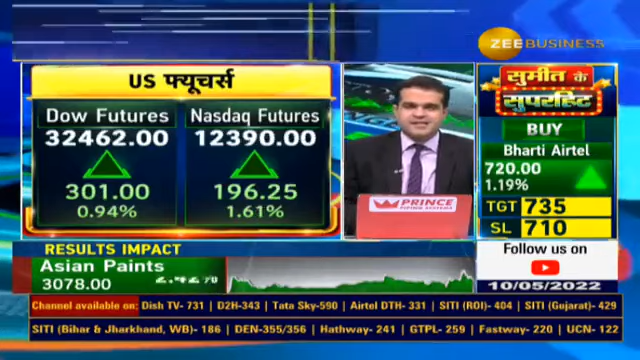 ZEE BUSINESS
US फ्यूचर्स
Dow Futures
32462.00
301.00
0.94%
Nasdaq Futures
12390.00
196.25
1.61%
PRINCE
PIPING SYSTEMS
सुमीत के
सुपरहिट
BUY
Bharti Airtel
720.00
1.19%
TGT 735
SL 710
RESULTS IMPACT
Asian Paints
3078.00
Follow us on
10/05/2022
Channel available on: Dish TV- 731 | D2H-343 | Tata Sky-590 | Airtel DTH- 331 | SITI (ROI)- 404 | SITI (Gujarat)- 429
SITI (Bihar & Jharkhand, WB)- 186 | DEN-355/356 | Hathway- 241 | GTPL- 259 | Fastway- 220 | UCN- 122